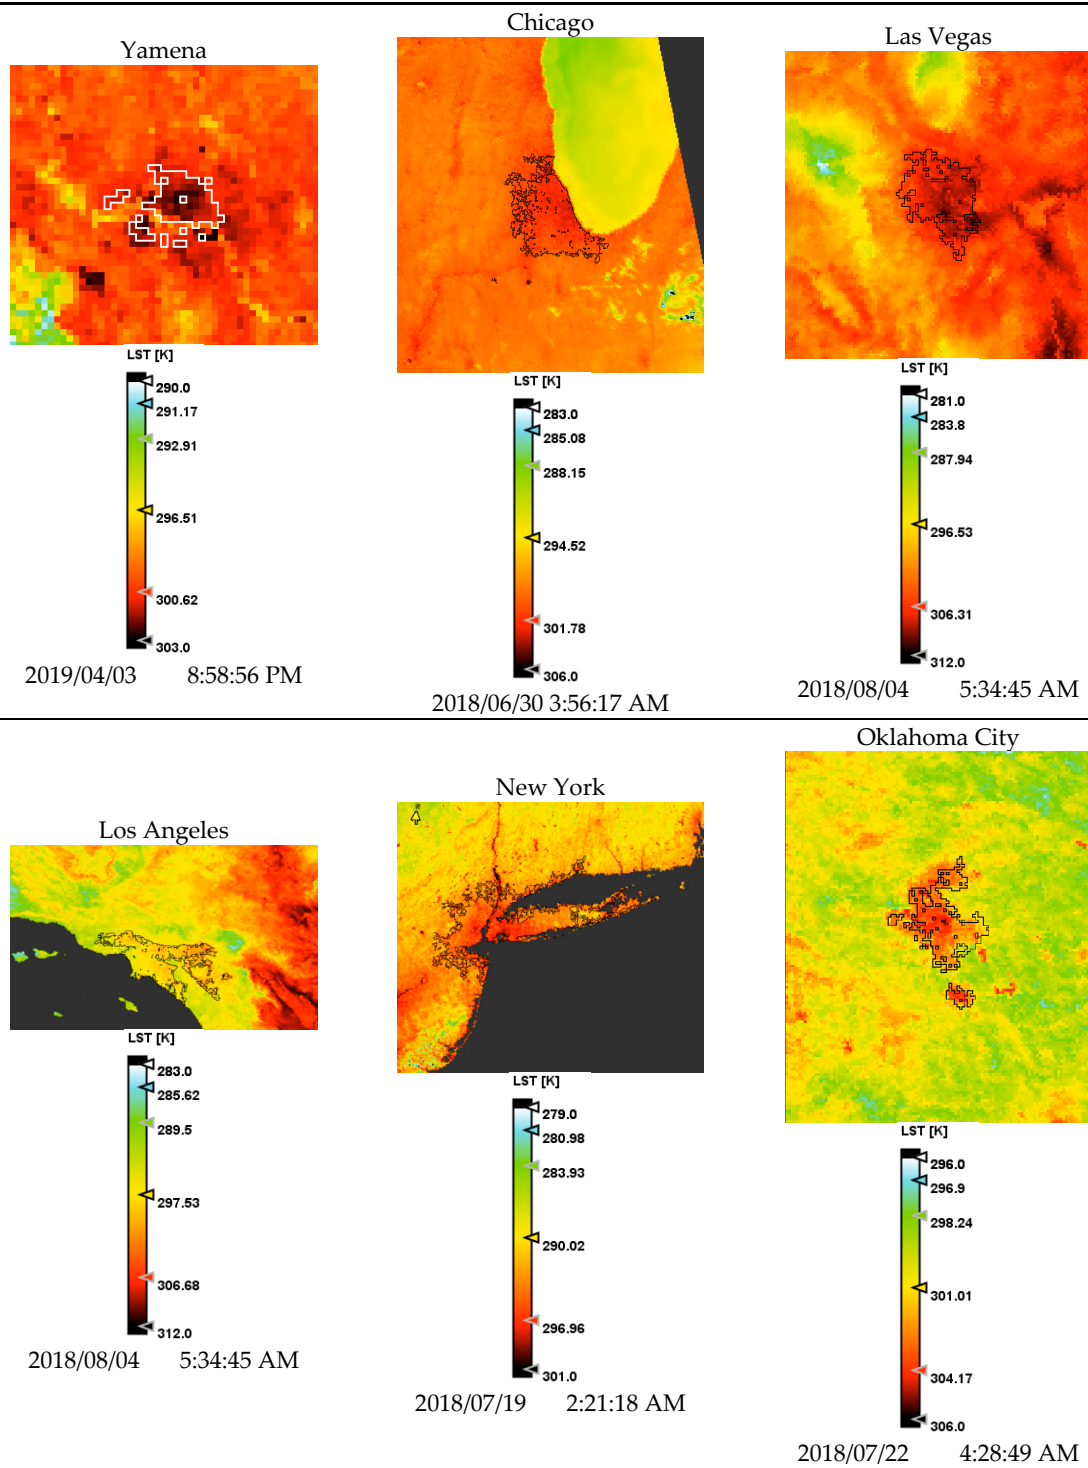 Yamena
LST [K]
290.0
291.17
292.91
296.51
300.62
303.0
2019/04/03 8:58:56 PM
Chicago
LST [K]
283.0
285.08
288.15
294.52
301.78
306.0
2018/06/30 3:56:17 AM
Las Vegas
LST [K]
281.0
283.8
287.94
296.53
306.31
312.0
2018/08/04 5:34:45 AM
Los Angeles
LST [K]
283.0
285.62
289.5
297.53
306.68
312.0
2018/08/04 5:34:45 AM
New York
LST [K]
279.0
280.98
283.93
290.02
296.96
301.0
2018/07/19 2:21:18 AM
Oklahoma City
LST [K]
296.0
296.9
298.24
301.01
304.17
306.0
2018/07/22 4:28:49 AM